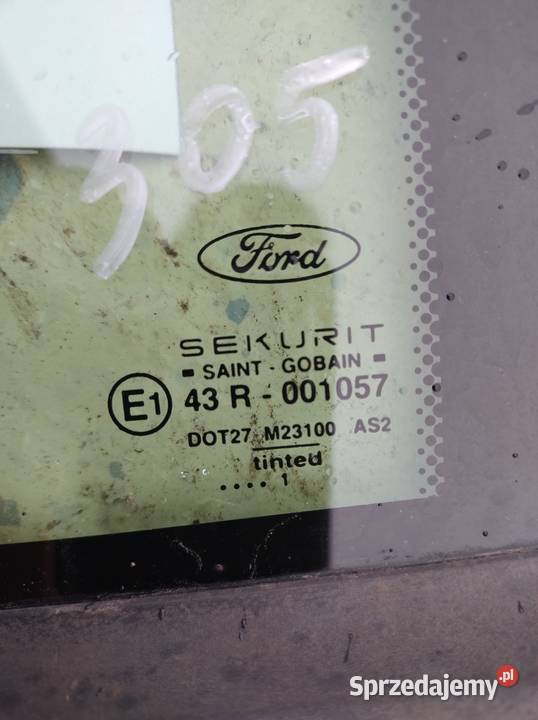 305
Ford
SEKURIT
SAINT - GOBAIN
E1 43 R - 001057
DOT27 M23100 AS2
tinted
.... 1
Sprzedajemy.pl